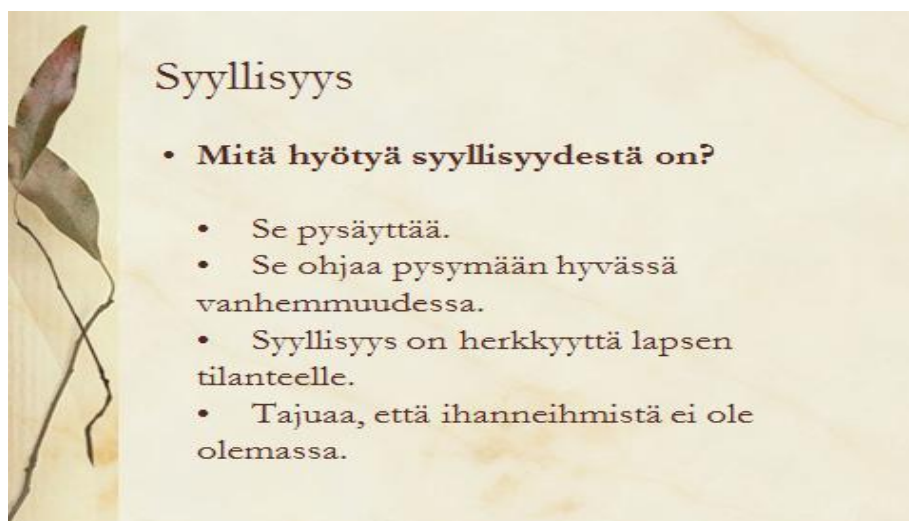 Syyllisyys
• Mitä hyötyä syyllisyydestä on?
• Se pysäyttää.
• Se ohjaa pysymään hyvässä
vanhemmuudessa.
• Syyllisyys on herkkyyttä lapsen
tilanteelle.
• Tajuaa, että ihanneihmistä ei ole
olemassa.